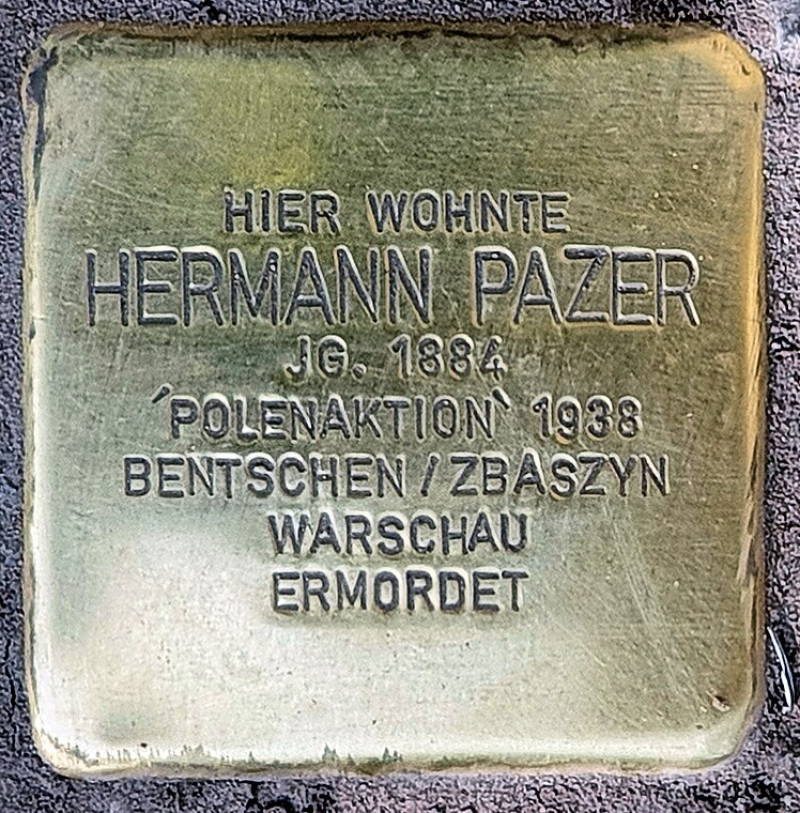 HIER WOHNTE
HERMANN PAZER
JG. 1884
´POLENAKTION` 1938
BENTSCHEN / ZBASZYN
WARSCHAU
ERMORDET